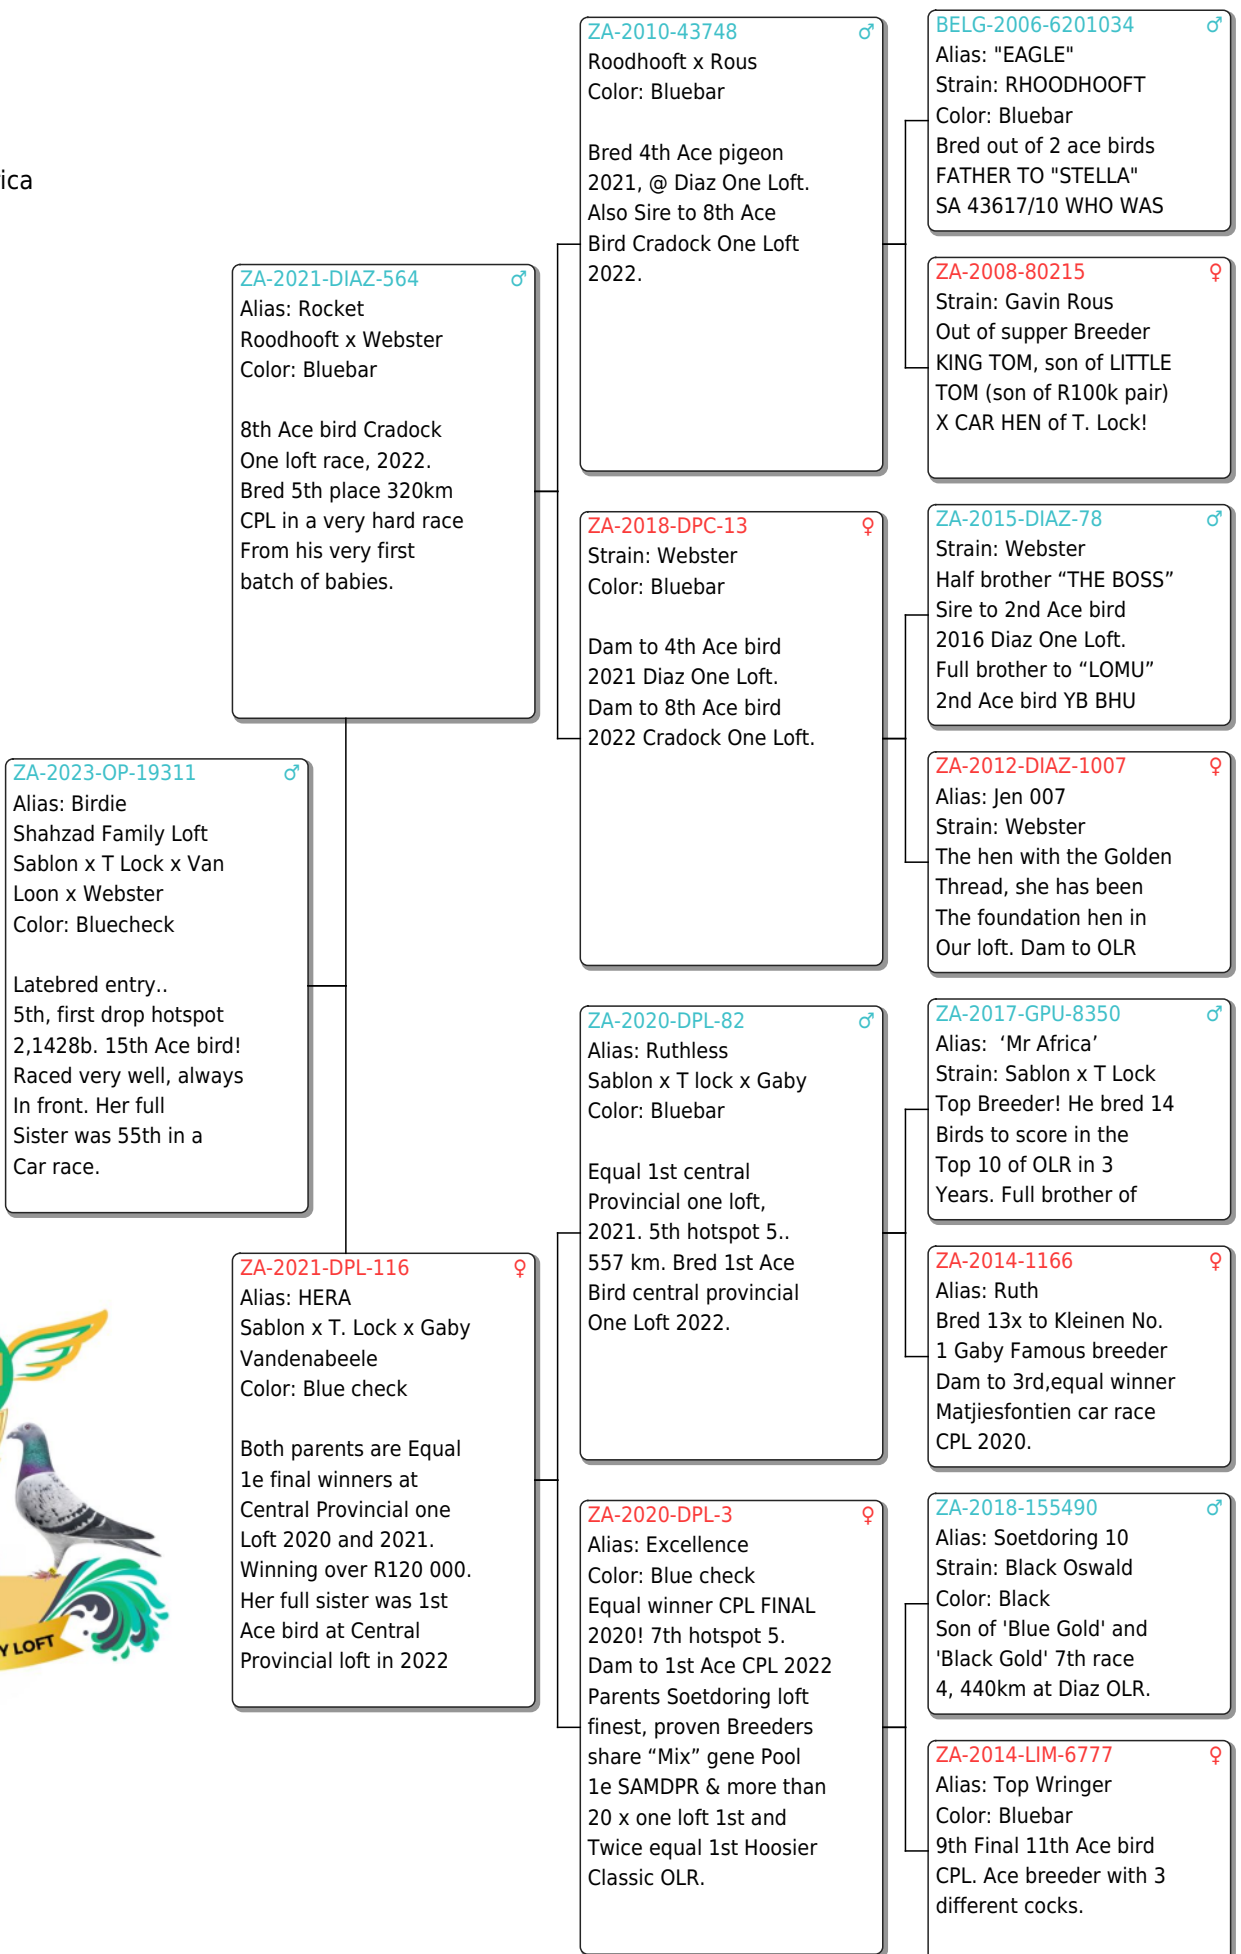 ica
ZA-2023-OP-19311 ♂
Alias: Birdie
Shahzad Family Loft
Sablon x T Lock x Van
Loon x Webster
Color: Bluecheck
Latebred entry..
5th, first drop hotspot
2,1428b. 15th Ace bird!
Raced very well, always
In front. Her full
Sister was 55th in a
Car race.
ZA-2021-DIAZ-564 ♂
Alias: Rocket
Roodhooft x Webster
Color: Bluebar
8th Ace bird Cradock
One loft race, 2022.
Bred 5th place 320km
CPL in a very hard race
From his very first
batch of babies.
ZA-2021-DPL-116 ♀
Alias: HERA
Sablon x T. Lock x Gaby
Vandenabeele
Color: Blue check
Both parents are Equal
1e final winners at
Central Provincial one
Loft 2020 and 2021.
Winning over R120 000.
Her full sister was 1st
Ace bird at Central
Provincial loft in 2022
ZA-2010-43748 ♂
Roodhooft x Rous
Color: Bluebar
Bred 4th Ace pigeon
2021, @ Diaz One Loft.
Also Sire to 8th Ace
Bird Cradock One Loft
2022.
ZA-2018-DPC-13 ♀
Strain: Webster
Color: Bluebar
Dam to 4th Ace bird
2021 Diaz One Loft.
Dam to 8th Ace bird
2022 Cradock One Loft.
ZA-2020-DPL-82 ♂
Alias: Ruthless
Sablon x T lock x Gaby
Color: Bluebar
Equal 1st central
Provincial one loft,
2021. 5th hotspot 5..
557 km. Bred 1st Ace
Bird central provincial
One Loft 2022.
ZA-2020-DPL-3 ♀
Alias: Excellence
Color: Blue check
Equal winner CPL FINAL
2020! 7th hotspot 5.
Dam to 1st Ace CPL 2022
Parents Soetdoring loft
finest, proven Breeders
share “Mix” gene Pool
1e SAMDPR & more than
20 x one loft 1st and
Twice equal 1st Hoosier
Classic OLR.
BELG-2006-6201034 ♂
Alias: "EAGLE"
Strain: RHOODHOOFT
Color: Bluebar
Bred out of 2 ace birds
FATHER TO "STELLA"
SA 43617/10 WHO WAS
ZA-2008-80215 ♀
Strain: Gavin Rous
Out of supper Breeder
KING TOM, son of LITTLE
TOM (son of R100k pair)
X CAR HEN of T. Lock!
ZA-2015-DIAZ-78 ♂
Strain: Webster
Half brother “THE BOSS”
Sire to 2nd Ace bird
2016 Diaz One Loft.
Full brother to “LOMU”
2nd Ace bird YB BHU
ZA-2012-DIAZ-1007 ♀
Alias: Jen 007
Strain: Webster
The hen with the Golden
Thread, she has been
The foundation hen in
Our loft. Dam to OLR
ZA-2017-GPU-8350 ♂
Alias:  ‘Mr Africa’
Strain: Sablon x T Lock
Top Breeder! He bred 14
Birds to score in the
Top 10 of OLR in 3
Years. Full brother of
ZA-2014-1166 ♀
Alias: Ruth
Bred 13x to Kleinen No.
1 Gaby Famous breeder
Dam to 3rd,equal winner
Matjiesfontien car race
CPL 2020.
ZA-2018-155490 ♂
Alias: Soetdoring 10
Strain: Black Oswald
Color: Black
Son of 'Blue Gold' and
'Black Gold' 7th race
4, 440km at Diaz OLR.
ZA-2014-LIM-6777 ♀
Alias: Top Wringer
Color: Bluebar
9th Final 11th Ace bird
CPL. Ace breeder with 3
different cocks.
Y LOFT